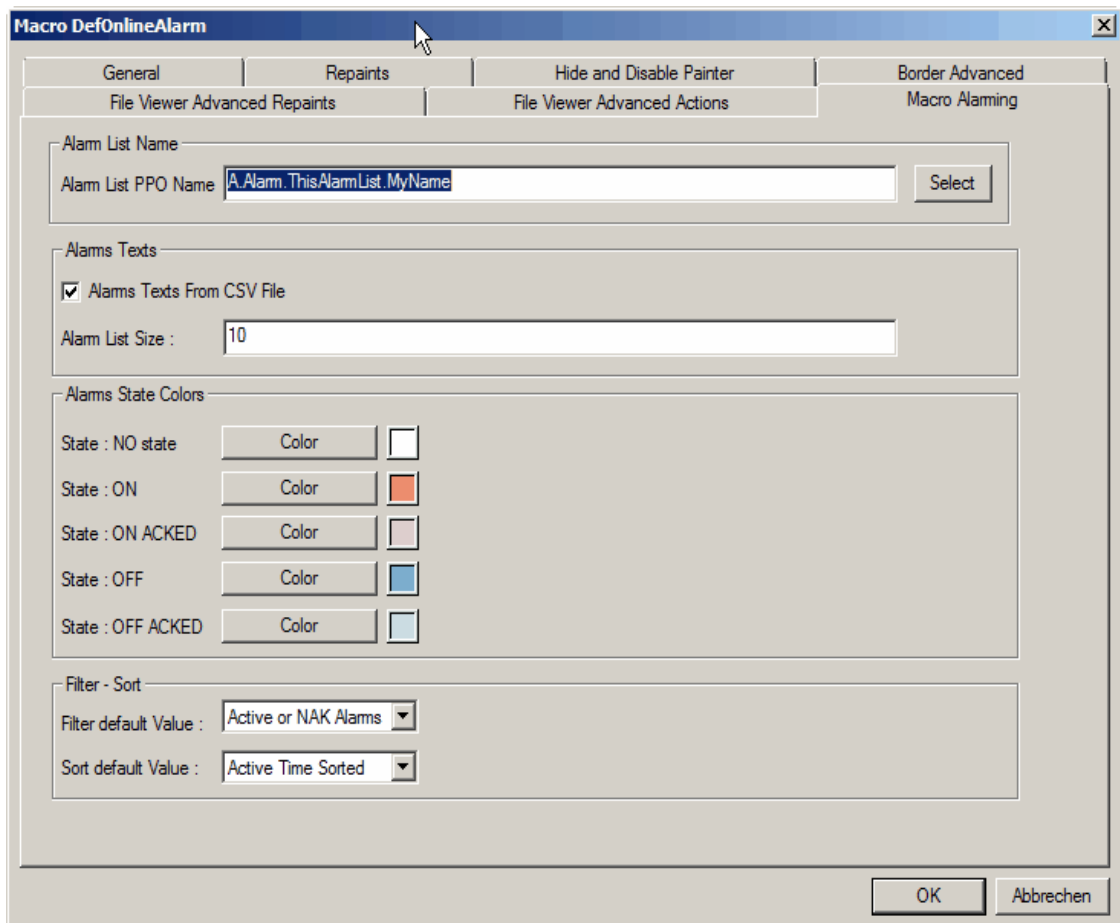 Macro DefOnlineAlarm
General Repaints Hide and Disable Painter Border Advanced
File Viewer Advanced Repaints File Viewer Advanced Actions Macro Alarming
Alarm List Name
Alarm List PPO Name A.Alarm.ThisAlarmList.MyName Select
Alarms Texts
Alarms Texts From CSV File
Alarm List Size : 10
Alarms State Colors
State : NO state Color
State : ON Color
State : ON ACKED Color
State : OFF Color
State : OFF ACKED Color
Filter - Sort
Filter default Value : Active or NAK Alarms
Sort default Value : Active Time Sorted
OK Abbrechen